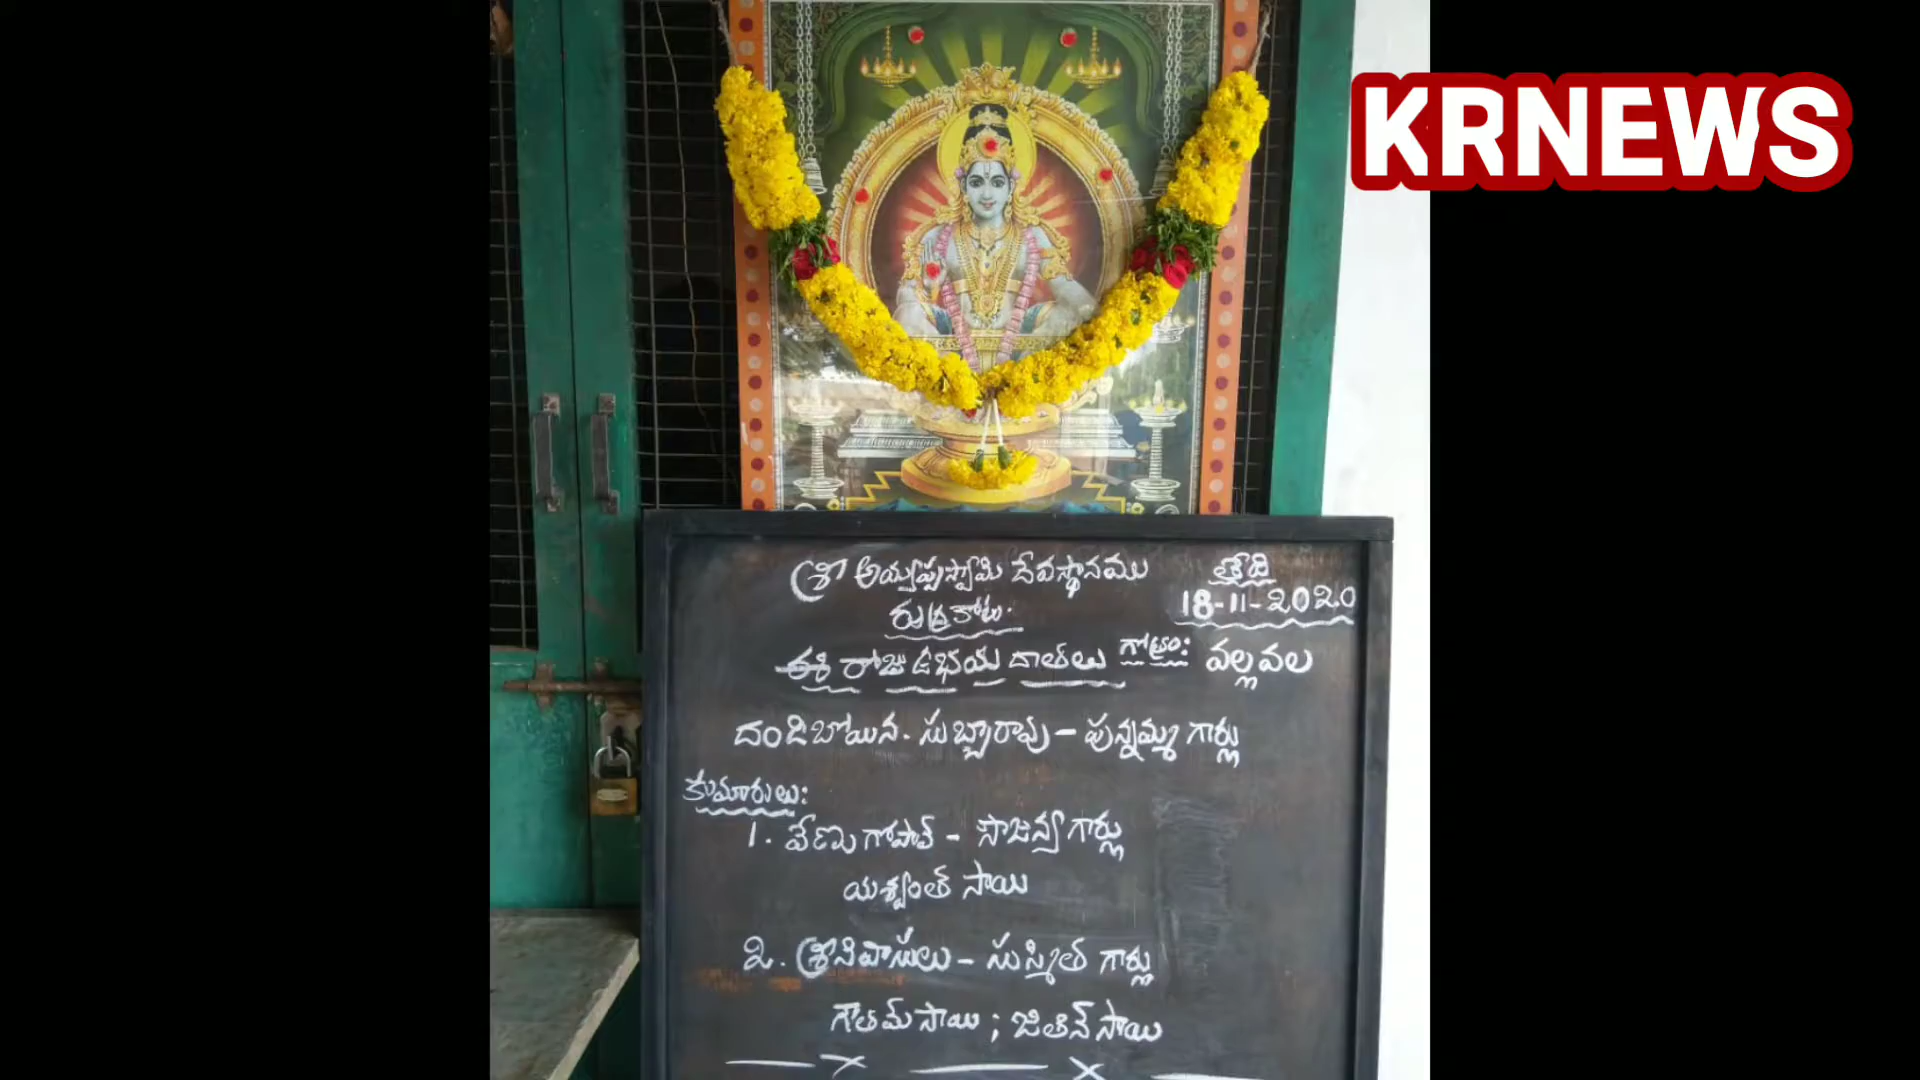 KRNEWS
శ్రీ అయ్యప్పస్వామి దేవస్థానము
తేది
రుద్రకోటు.
18-11-2020
ఈ రోజు ఉభయ దాతలు గోత్రం: వల్లవల
దండిబోయిన. సుబ్బారావు - పున్నమ్మ గార్లు
కుమారులు:
1. వేణు గోపాల్ - సౌజన్య గార్లు
యశ్వంత్ సాయి
2. శ్రీనివాసులు - సుస్మిత గార్లు
గౌతమ్ సాయి ; జితిన్ సాయి